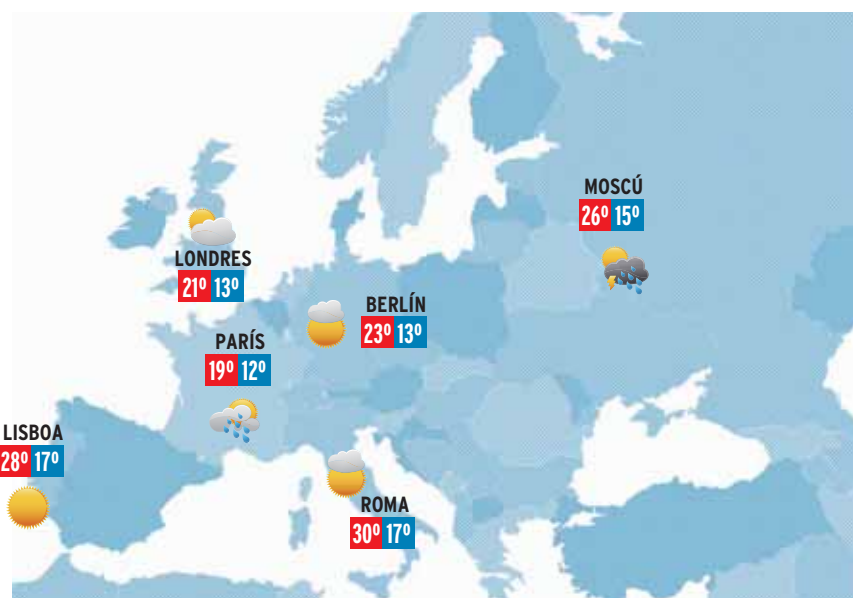 MOSCÚ
26º 15º
LONDRES
21º 13º
BERLÍN
23º 13º
PARÍS
19º 12º
LISBOA
28º 17º
ROMA
30º 17º